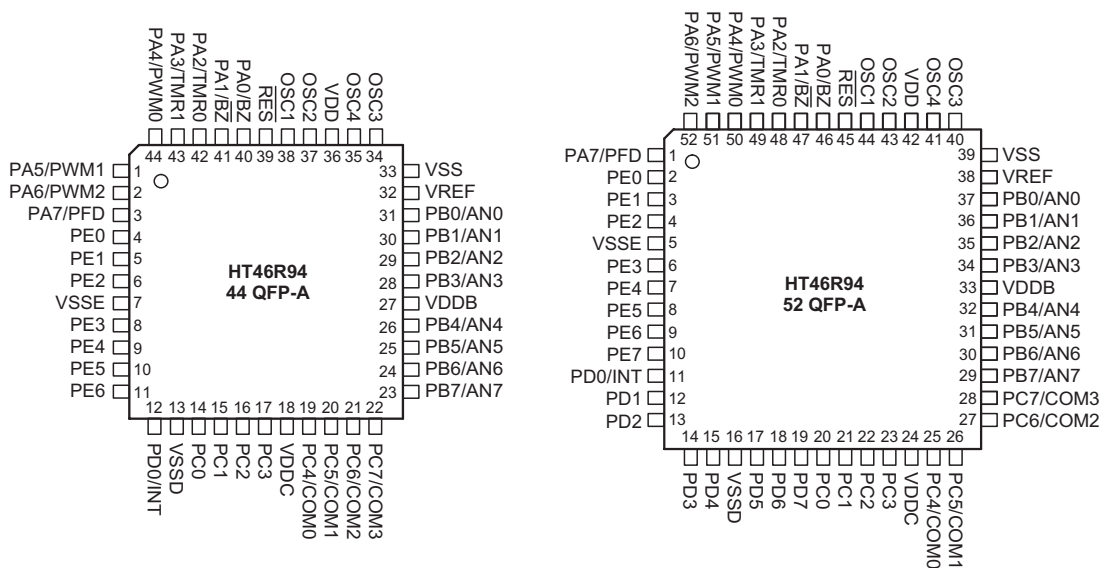 PA4/PWM0
PA3/TMR1
PA2/TMR0
PA1/BZ
PA0/BZ
RES
OSC1
OSC2
VDD
OSC4
OSC3
44 43 42 41 40 39 38 37 36 35 34
PA5/PWM1 1
PA6/PWM2 2
PA7/PFD 3
PE0 4
PE1 5
PE2 6
VSSE 7
PE3 8
PE4 9
PE5 10
PE6 11
HT46R94
44 QFP-A
33 VSS
32 VREF
31 PB0/AN0
30 PB1/AN1
29 PB2/AN2
28 PB3/AN3
27 VDDB
26 PB4/AN4
25 PB5/AN5
24 PB6/AN6
23 PB7/AN7
12 13 14 15 16 17 18 19 20 21 22
PD0/INT
VSSD
PC0
PC1
PC2
PC3
VDDC
PC4/COM0
PC5/COM1
PC6/COM2
PC7/COM3
PA6/PWM2
PA5/PWM1
PA4/PWM0
PA3/TMR1
PA2/TMR0
PA1/BZ
PA0/BZ
RES
OSC1
OSC2
VDD
OSC4
OSC3
52 51 50 49 48 47 46 45 44 43 42 41 40
PA7/PFD 1
PE0 2
PE1 3
PE2 4
VSSE 5
PE3 6
PE4 7
PE5 8
PE6 9
PE7 10
PD0/INT 11
PD1 12
PD2 13
HT46R94
52 QFP-A
39 VSS
38 VREF
37 PB0/AN0
36 PB1/AN1
35 PB2/AN2
34 PB3/AN3
33 VDDB
32 PB4/AN4
31 PB5/AN5
30 PB6/AN6
29 PB7/AN7
28 PC7/COM3
27 PC6/COM2
14 15 16 17 18 19 20 21 22 23 24 25 26
PD3
PD4
VSSD
PD5
PD6
PD7
PC0
PC1
PC2
PC3
VDDC
PC4/COM0
PC5/COM1